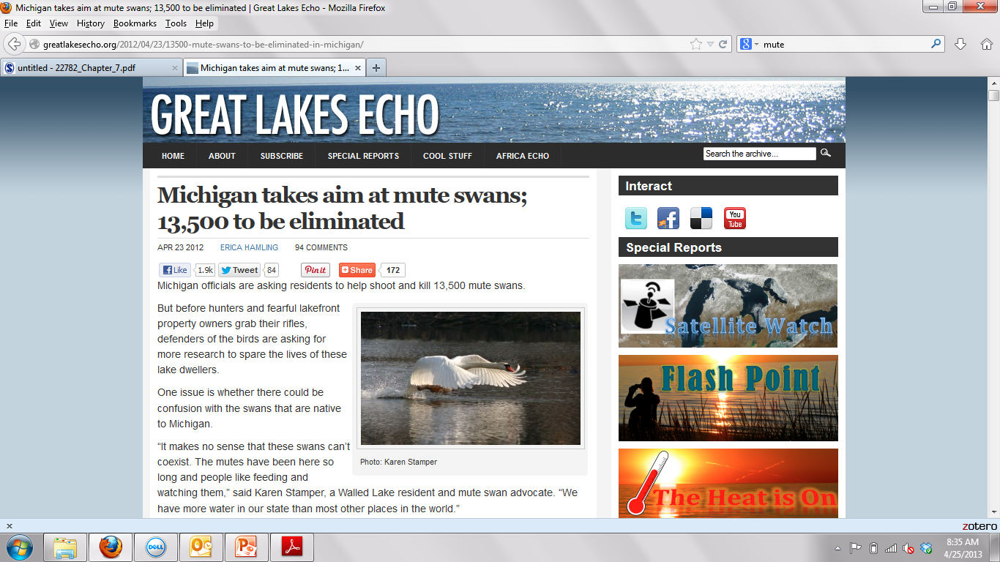 Michigan takes aim at mute swans; 13,500 to be eliminated | Great Lakes Echo - Mozilla Firefox
File Edit View History Bookmarks Tools Help
greatlakesecho.org/2012/04/23/13500-mute-swans-to-be-eliminated-in-michigan/
mute
untitled - 22782_Chapter_7.pdf
Michigan takes aim at mute swans; 1...
GREAT LAKES ECHO
HOME ABOUT SUBSCRIBE SPECIAL REPORTS COOL STUFF AFRICA ECHO
Search the archive...
Michigan takes aim at mute swans;
13,500 to be eliminated
APR 23 2012 ERICA HAMLING 94 COMMENTS
Like 1.9k Tweet 84 Pin it Share 172
Michigan officials are asking residents to help shoot and kill 13,500 mute swans.
But before hunters and fearful lakefront
property owners grab their rifles,
defenders of the birds are asking for
more research to spare the lives of these
lake dwellers.
One issue is whether there could be
confusion with the swans that are native
to Michigan.
“It makes no sense that these swans can’t
coexist. The mutes have been here so
long and people like feeding and
watching them,” said Karen Stamper, a Walled Lake resident and mute swan advocate. “We
have more water in our state than most other places in the world.”
Photo: Karen Stamper
Interact
You
Tube
Special Reports
Satellite Watch
Flash Point
The Heat is On
zotero
DELL
8:35 AM
4/25/2013